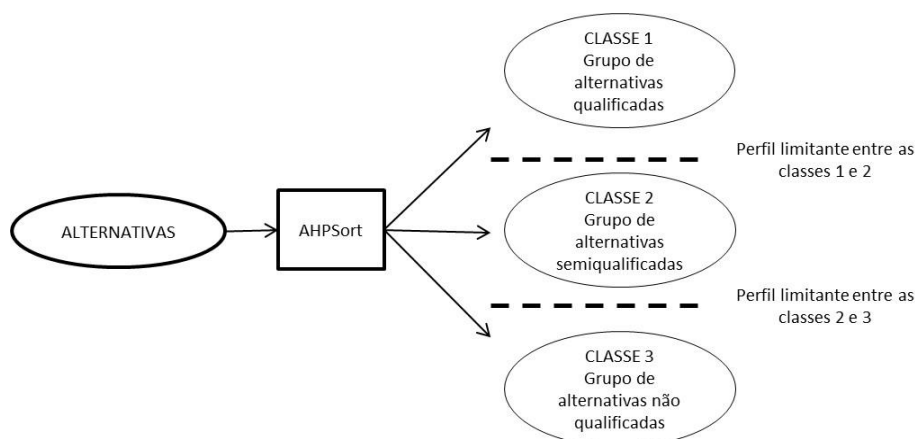 CLASSE 1
Grupo de
alternativas
qualificadas
Perfil limitante entre as
classes 1 e 2
ALTERNATIVAS
AHPSort
CLASSE 2
Grupo de
alternativas
semiqualificadas
Perfil limitante entre as
classes 2 e 3
CLASSE 3
Grupo de
alternativas não
qualificadas